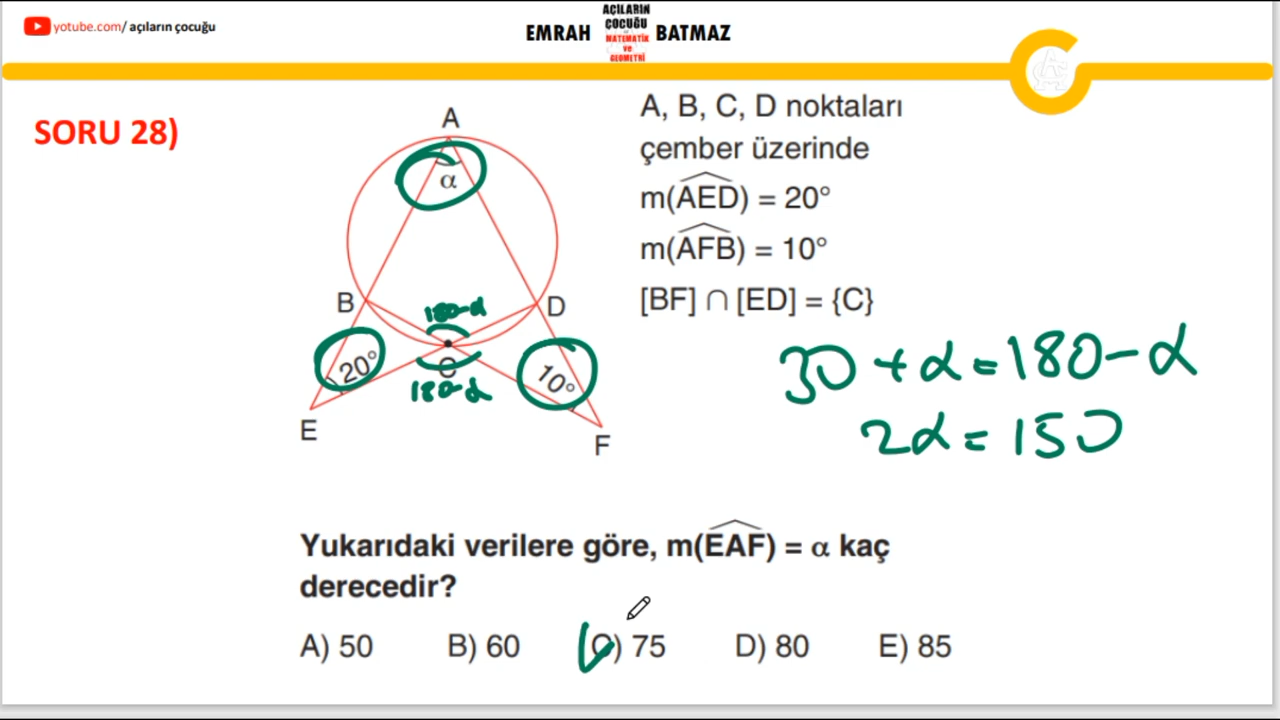 yotube.com/ açıların çocuğu
EMRAH
AÇILARIN
ÇOCUĞU
MATEMATİK
ve
GEOMETRİ
BATMAZ
SORU 28)
A, B, C, D noktaları
çember üzerinde
m(AED) = 20°
m(AFB) = 10°
[BF] ∩ [ED] = {C}
A
α
B
D
180-α
C
180-α
20°
10°
E
F
30 + α = 180 - α
2α = 150
Yukarıdaki verilere göre, m(EAF) = α kaç
derecedir?
A) 50 B) 60 C) 75 D) 80 E) 85